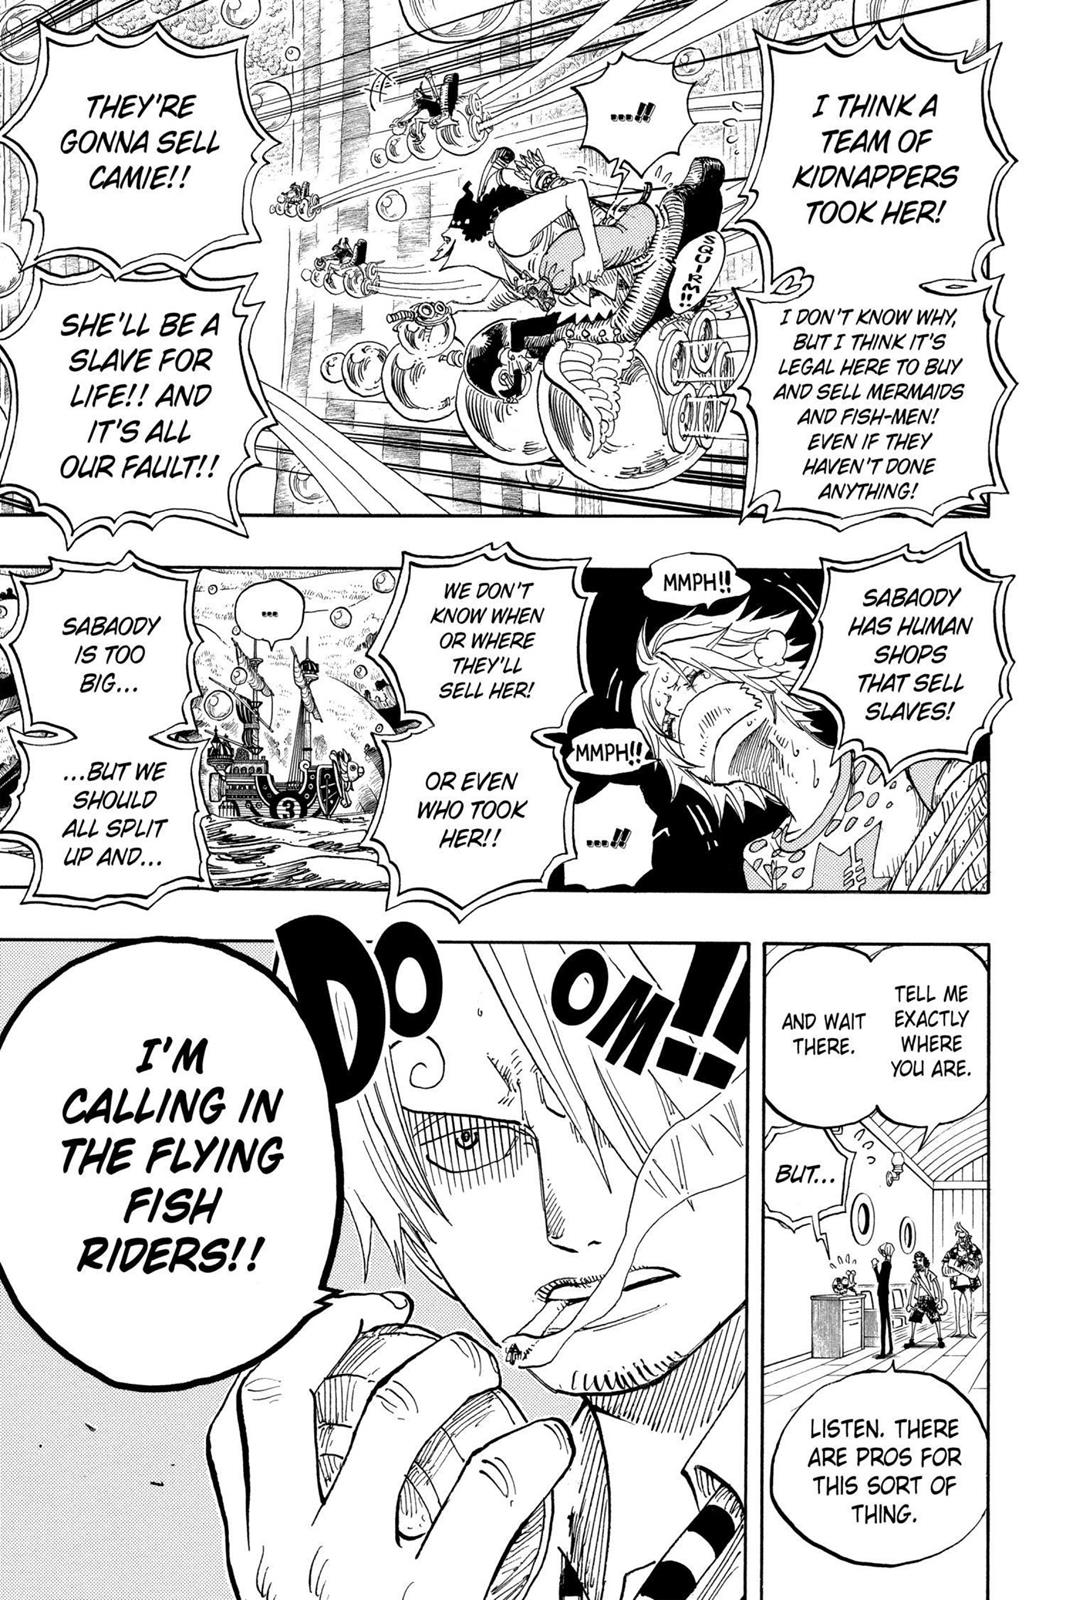 I THINK A
TEAM OF
KIDNAPPERS
TOOK HER!
I DON'T KNOW WHY,
BUT I THINK IT'S
LEGAL HERE TO BUY
AND SELL MERMAIDS
AND FISH-MEN!
EVEN IF THEY
HAVEN'T DONE
ANYTHING!
...!!
SQUIRM!!
THEY'RE
GONNA SELL
CAMIE!!
SHE'LL BE A
SLAVE FOR
LIFE!! AND
IT'S ALL
OUR FAULT!!
SABAODY
HAS HUMAN
SHOPS
THAT SELL
SLAVES!
MMPH!!
MMPH!!
...!!
WE DON'T
KNOW WHEN
OR WHERE
THEY'LL
SELL HER!
OR EVEN
WHO TOOK
HER!!
...
3
SABAODY
IS TOO
BIG...
...BUT WE
SHOULD
ALL SPLIT
UP AND...
TELL ME
EXACTLY
WHERE
YOU ARE.
AND WAIT
THERE.
BUT...
LISTEN. THERE
ARE PROS FOR
THIS SORT OF
THING.
DOOOM!!
I'M
CALLING IN
THE FLYING
FISH
RIDERS!!